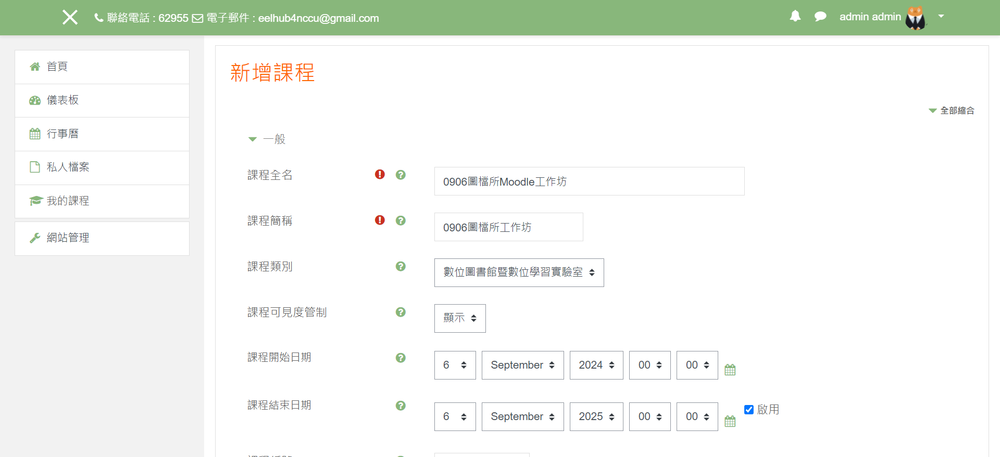 聯絡電話 : 62955 電子郵件 : eelhub4nccu@gmail.com
admin admin
首頁
儀表板
行事曆
私人檔案
我的課程
網站管理
新增課程
全部縮合
一般
課程全名 0906圖檔所Moodle工作坊
課程簡稱 0906圖檔所工作坊
課程類別 數位圖書館暨數位學習實驗室
課程可見度管制 顯示
課程開始日期 6 September 2024 00 00
課程結束日期 6 September 2025 00 00 啟用